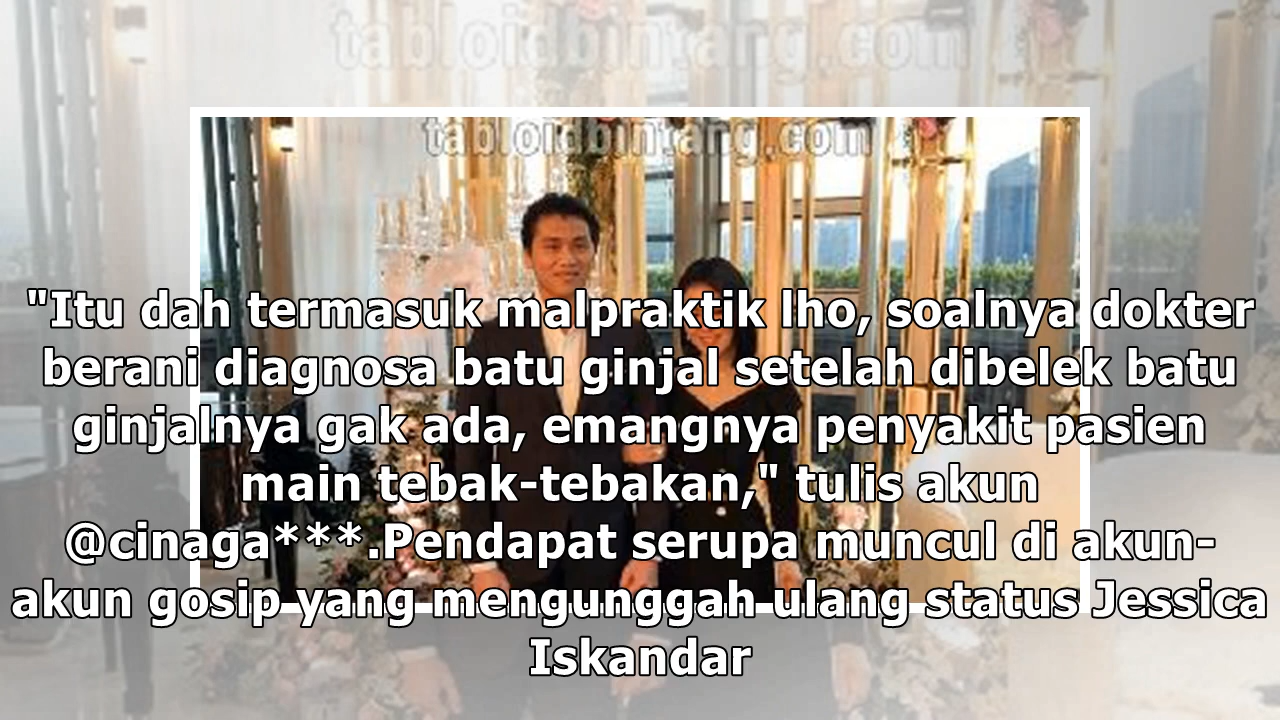 tabloidbintang.com
tabloidbintang.com
"Itu dah termasuk malpraktik lho, soalnya dokter
berani diagnosa batu ginjal setelah dibelek batu
ginjalnya gak ada, emangnya penyakit pasien
main tebak-tebakan," tulis akun
@cinaga***.Pendapat serupa muncul di akun-
akun gosip yang mengunggah ulang status Jessica
Iskandar